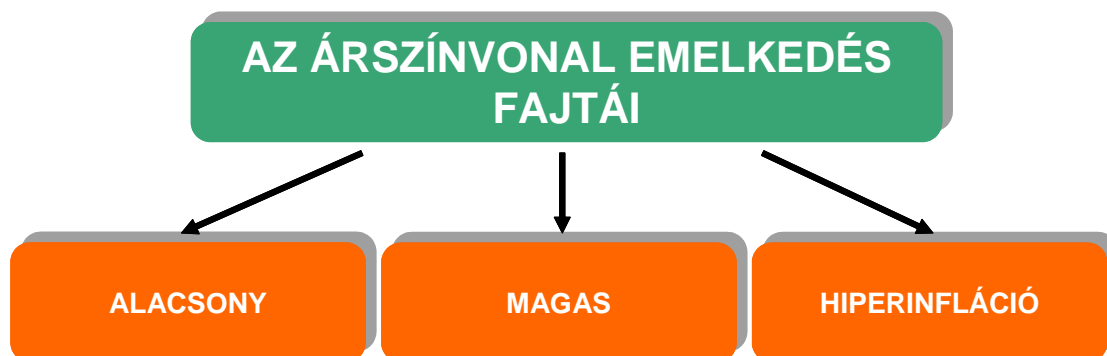 AZ ÁRSZÍNVONAL EMELKEDÉS
FAJTÁI
ALACSONY
MAGAS
HIPERINFLÁCIÓ